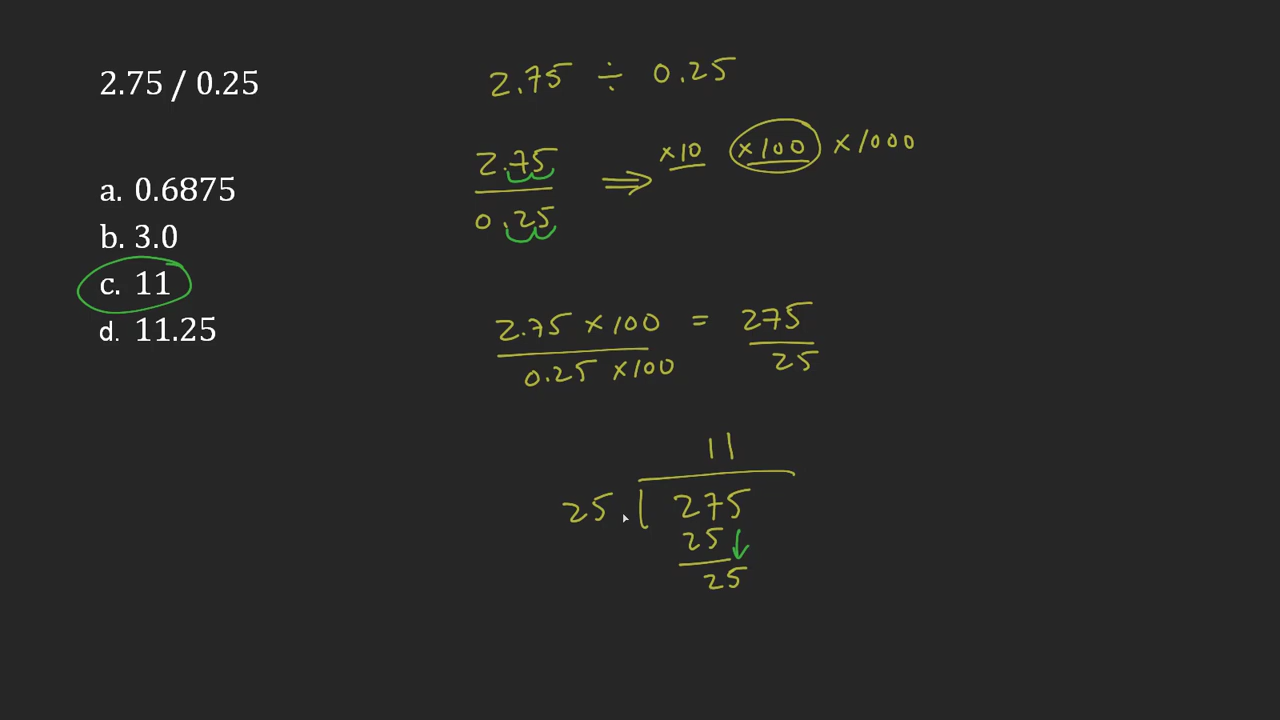 2.75 / 0.25
a. 0.6875
b. 3.0
c. 11
d. 11.25
2.75 ÷ 0.25
2.75
0.25
⇒ ×10 ×100 ×1000
2.75 ×100 = 275
0.25 ×100 25
11
25 275
25
25